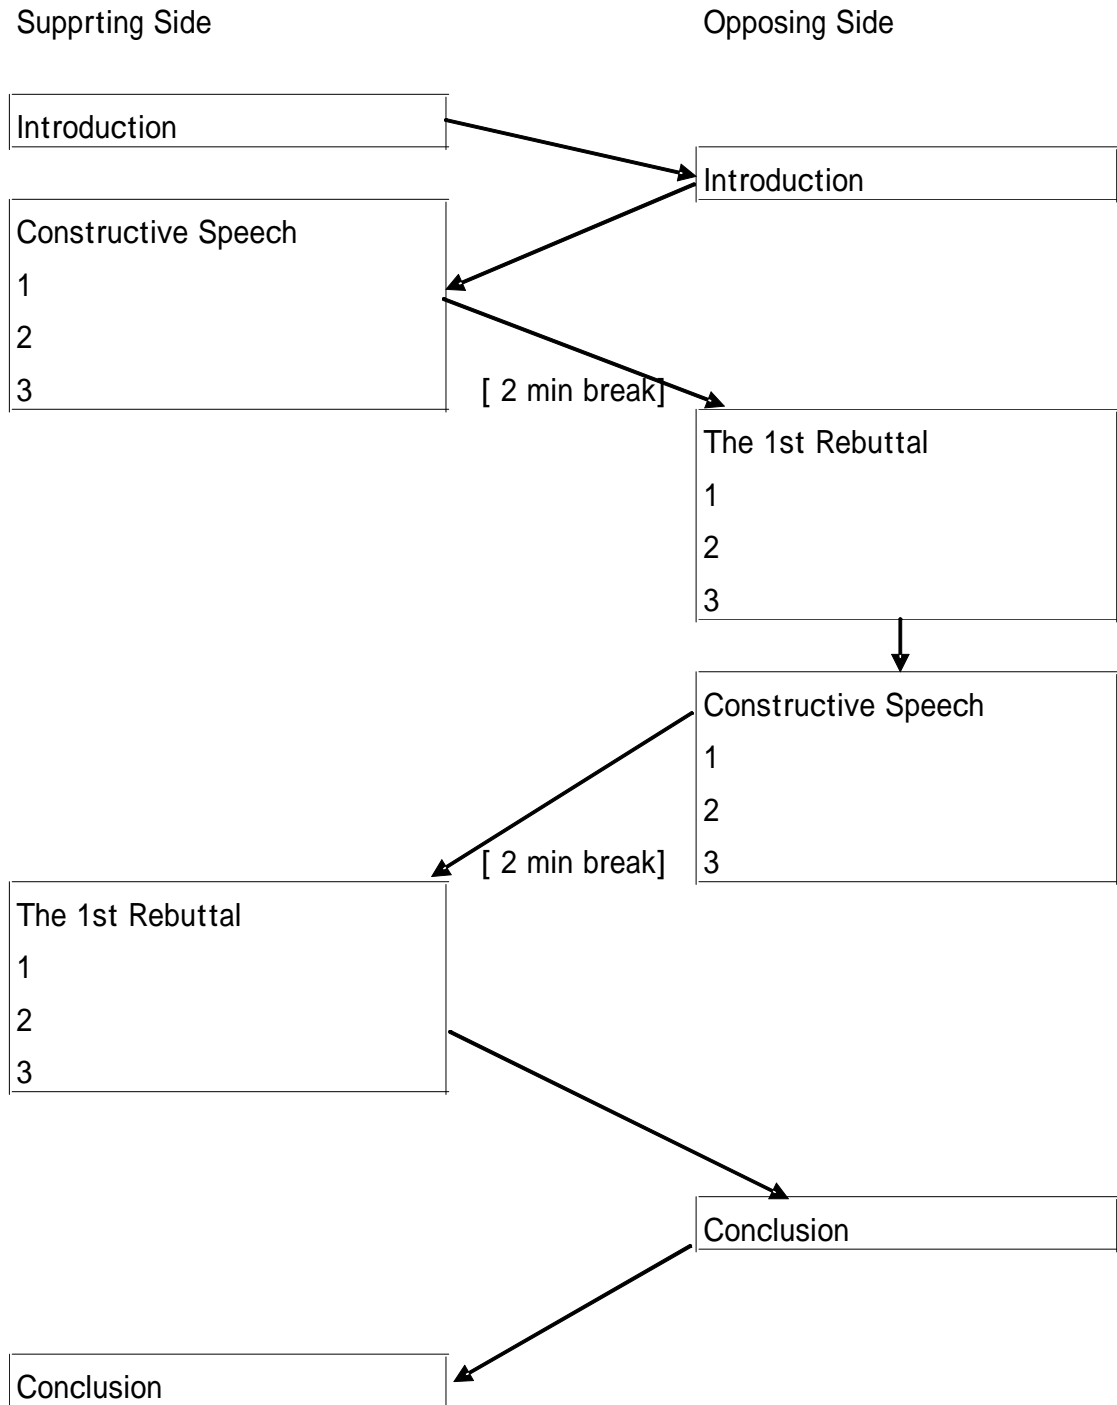 Supprting Side
Opposing Side
Introduction
Introduction
Constructive Speech
1
2
3
[ 2 min break]
The 1st Rebuttal
1
2
3
Constructive Speech
1
2
3
[ 2 min break]
The 1st Rebuttal
1
2
3
Conclusion
Conclusion